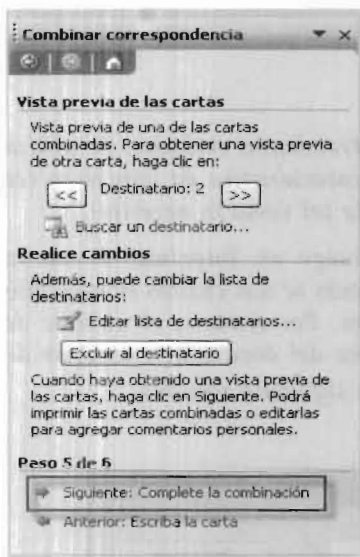 Combinar correspondencia
Vista previa de las cartas
Vista previa de una de las cartas
combinadas. Para obtener una vista previa
de otra carta, haga clic en:
<< Destinatario: 2 >>
Buscar un destinatario...
Realice cambios
Además, puede cambiar la lista de
destinatarios:
Editar lista de destinatarios...
Excluir al destinatario
Cuando haya obtenido una vista previa de
las cartas, haga clic en Siguiente. Podrá
imprimir las cartas combinadas o editarlas
para agregar comentarios personales.
Paso 5 de 6
Siguiente: Complete la combinación
Anterior: Escriba la carta